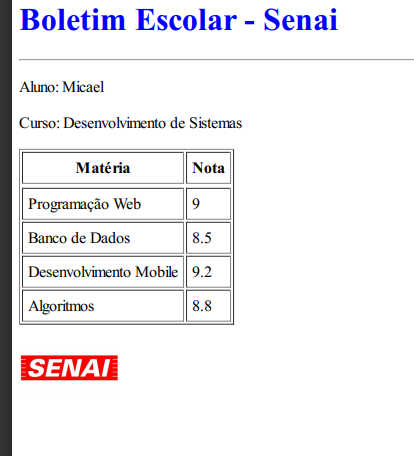 Boletim Escolar - Senai
Aluno: Micael
Curso: Desenvolvimento de Sistemas
Matéria Nota
Programação Web 9
Banco de Dados 8.5
Desenvolvimento Mobile 9.2
Algoritmos 8.8
SENAI